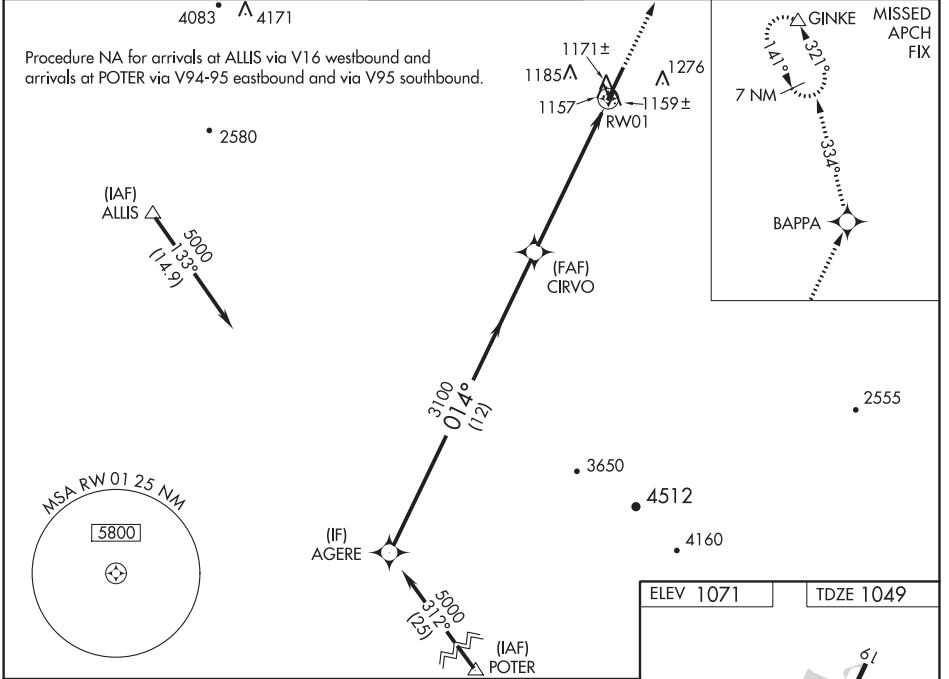 4083
4171
Procedure NA for arrivals at ALLIS via V16 westbound and
arrivals at POTER via V94-95 eastbound and via V95 southbound.
1171±
1185
1276
1157
1159±
RW01
GINKE
MISSED
APCH
FIX
141°
321°
7 NM
334°
BAPPA
2580
(IAF)
ALLIS
5000
133°
(14.9)
(FAF)
CIRVO
3100
014°
(12)
2555
3650
4512
4160
MSA RW 01 25 NM
5800
(IF)
AGERE
5000
312°
(25)
(IAF)
POTER
ELEV 1071
TDZE 1049
19